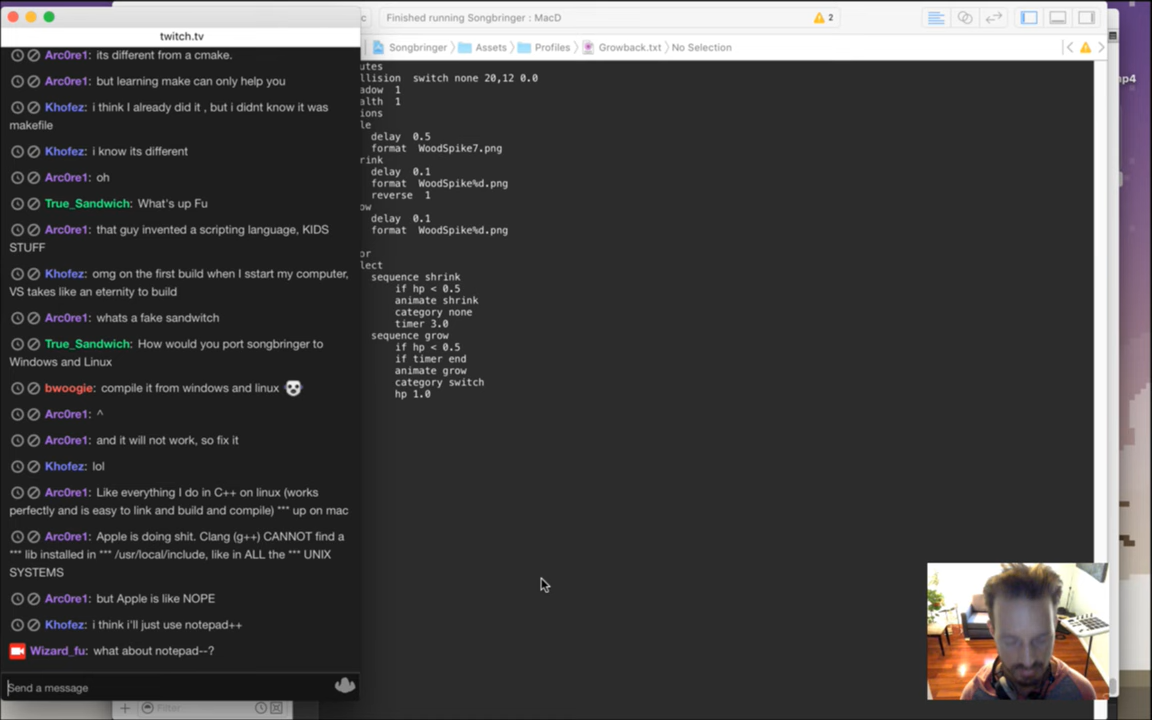 twitch.tv
Arc0re1: its different from a cmake.
Arc0re1: but learning make can only help you
Khofez: i think I already did it , but i didnt know it was
makefile
Khofez: i know its different
Arc0re1: oh
True_Sandwich: What's up Fu
Arc0re1: that guy invented a scripting language, KIDS
STUFF
Khofez: omg on the first build when I sstart my computer,
VS takes like an eternity to build
Arc0re1: whats a fake sandwitch
True_Sandwich: How would you port songbringer to
Windows and Linux
bwoogie: compile it from windows and linux
Arc0re1: ^
Arc0re1: and it will not work, so fix it
Khofez: lol
Arc0re1: Like everything I do in C++ on linux (works
perfectly and is easy to link and build and compile) *** up on mac
Arc0re1: Apple is doing shit. Clang (g++) CANNOT find a
*** lib installed in *** /usr/local/include, like in ALL the *** UNIX
SYSTEMS
Arc0re1: but Apple is like NOPE
Khofez: i think i'll just use notepad++
Wizard_fu: what about notepad--?
Send a message
Finished running Songbringer : MacD
2
Songbringer Assets Profiles Growback.txt No Selection
utes
llision switch none 20,12 0.0
adow 1
alth 1
ions
le
delay 0.5
format WoodSpike7.png
rink
delay 0.1
format WoodSpike%d.png
reverse 1
ow
delay 0.1
format WoodSpike%d.png
or
lect
sequence shrink
if hp < 0.5
animate shrink
category none
timer 3.0
sequence grow
if hp < 0.5
if timer end
animate grow
category switch
hp 1.0
Filter
mp4